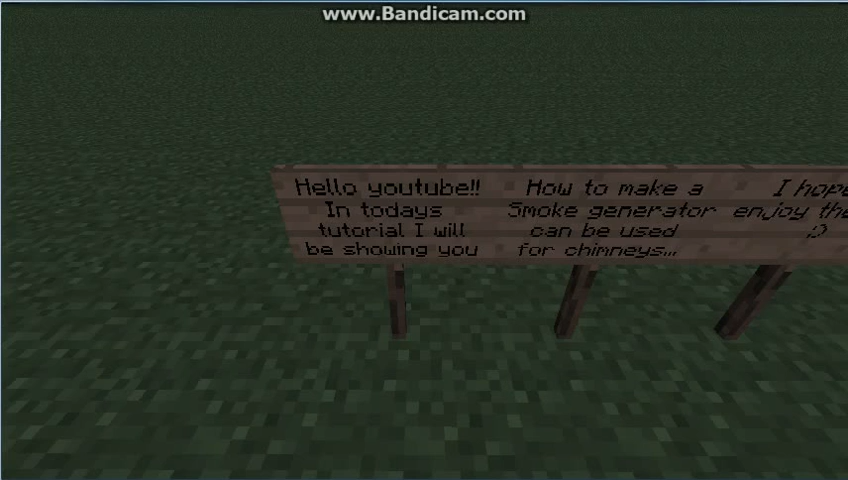 www.Bandicam.com
Hello youtube!!
In todays
tutorial I will
be showing you
How to make a
Smoke generator
can be used
for chimneys...
I hope
enjoy the
;)